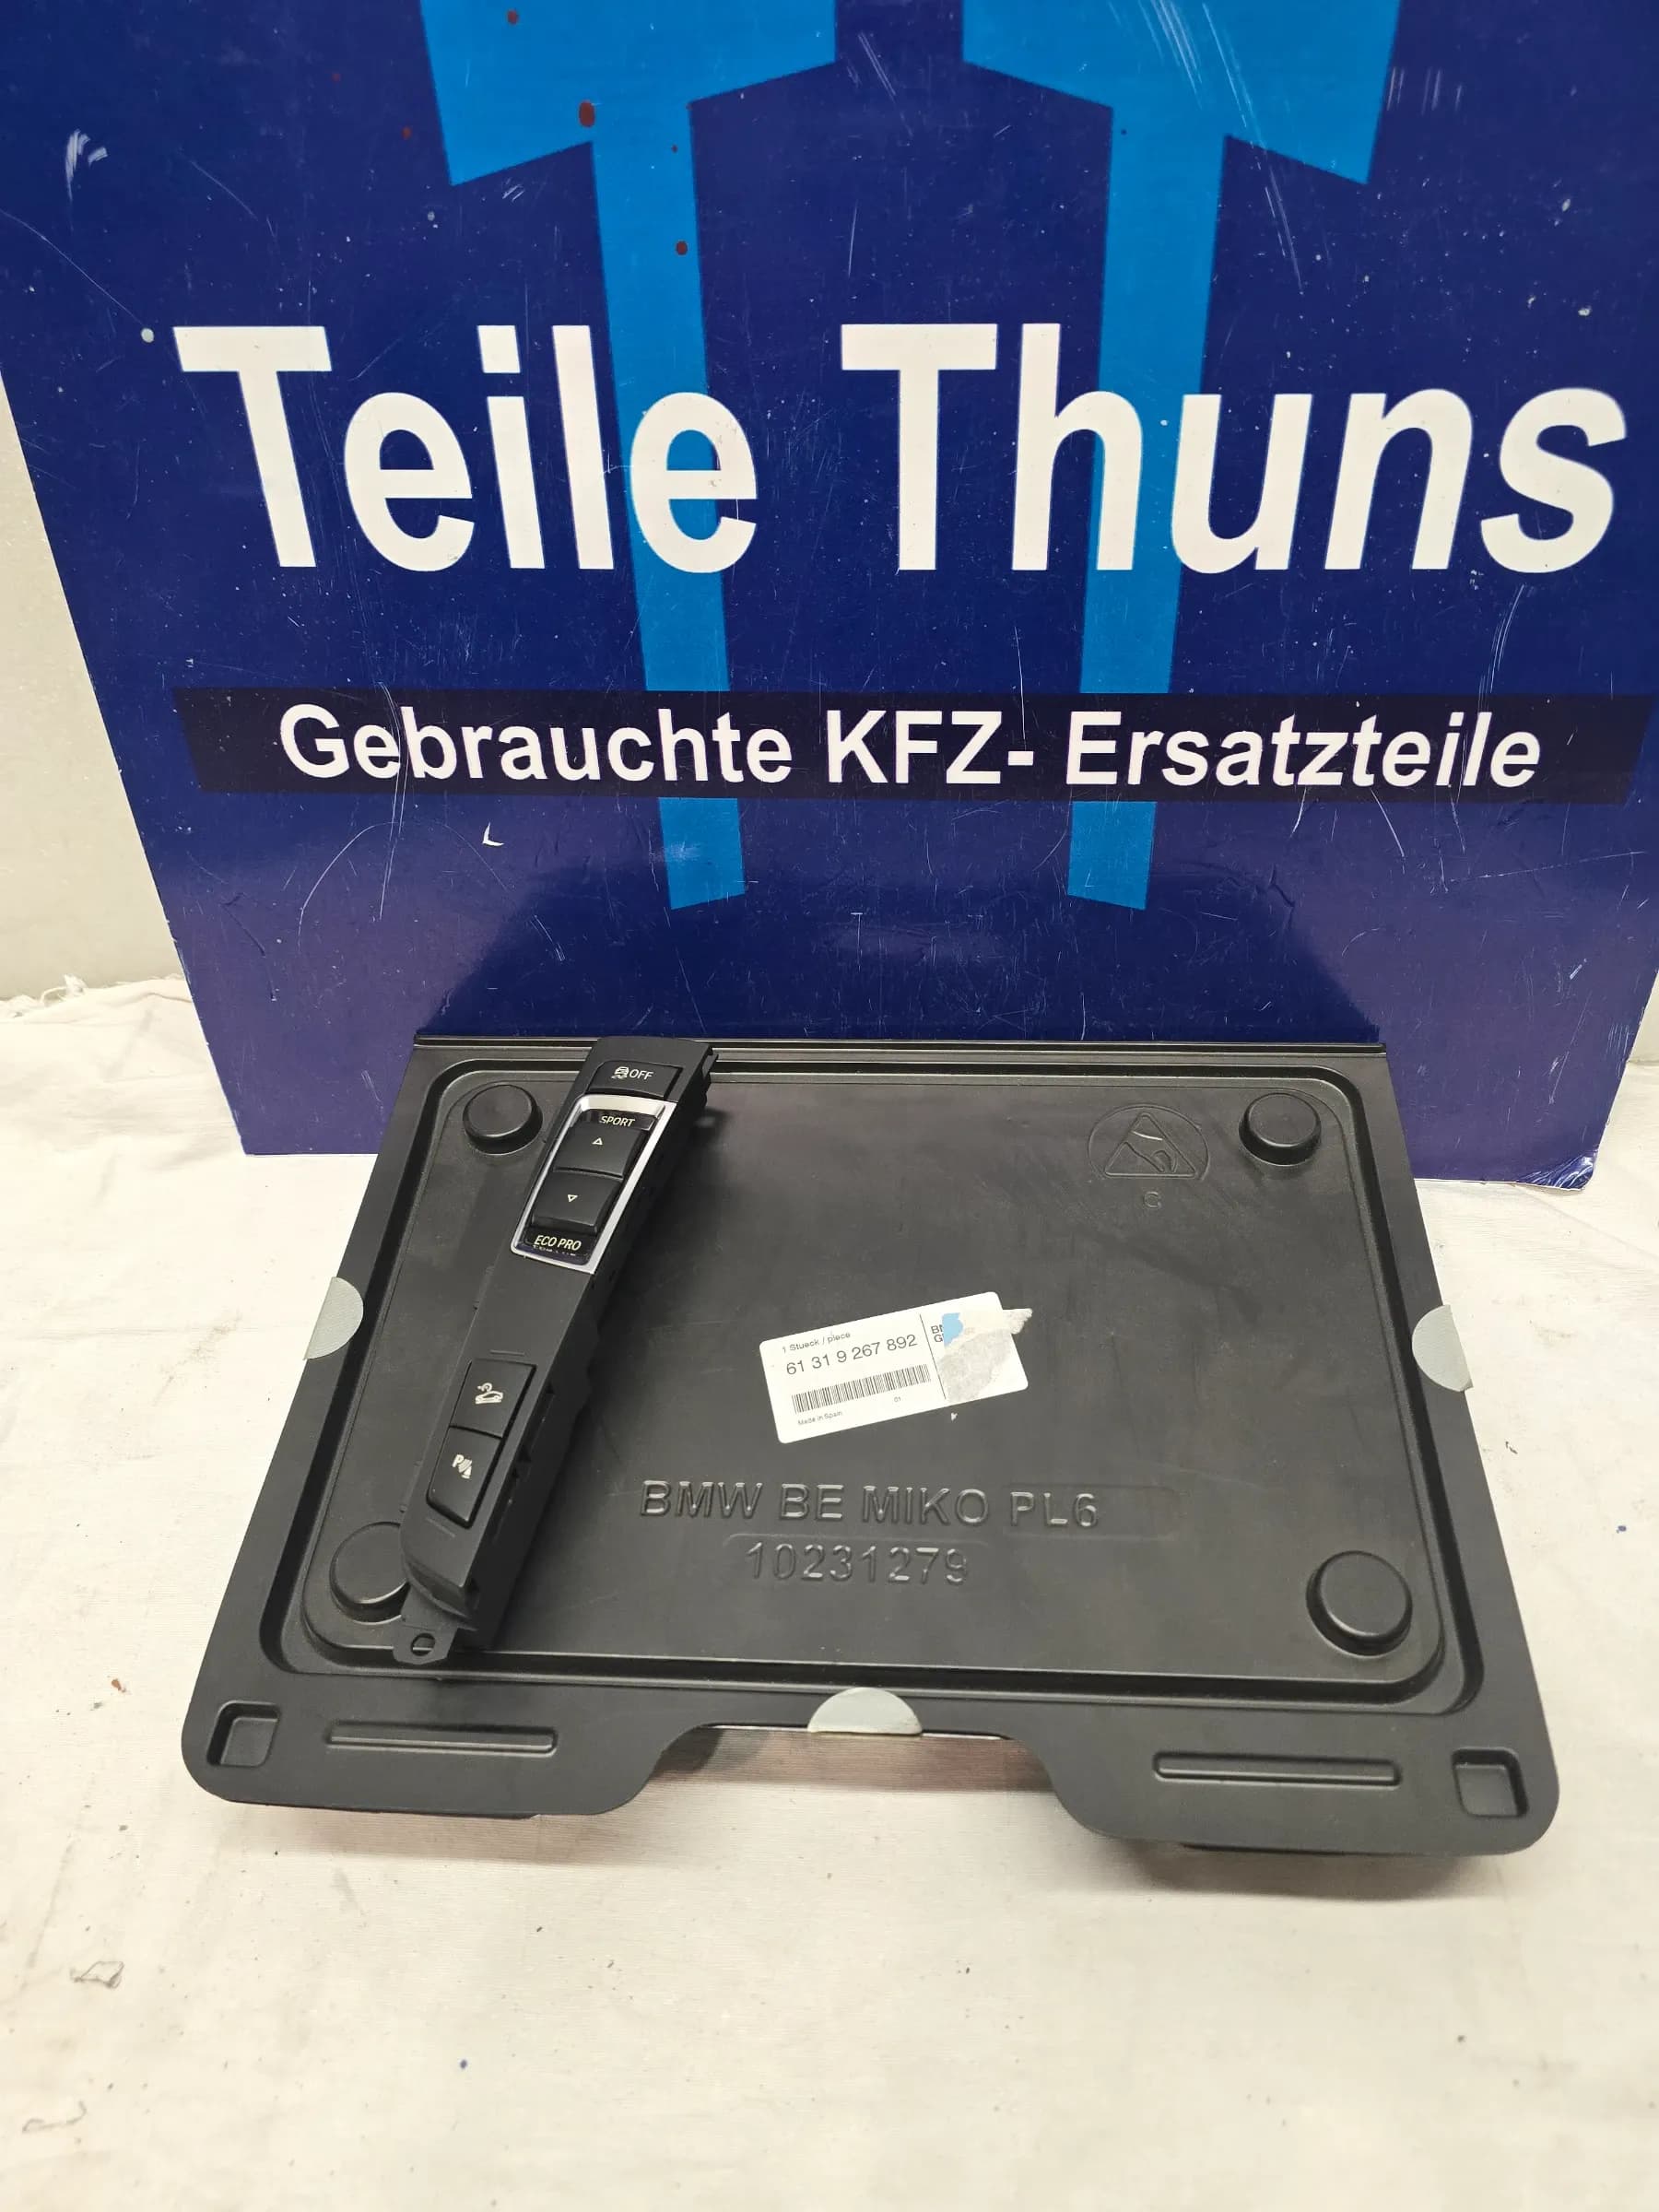 Teile Thuns
Gebrauchte KFZ- Ersatzteile
OFF
SPORT
ECO PRO
P
C
1 Stueck / piece
61 31 9 267 892
Made in Spain
01
BMW BE MIKO PL6
10231279